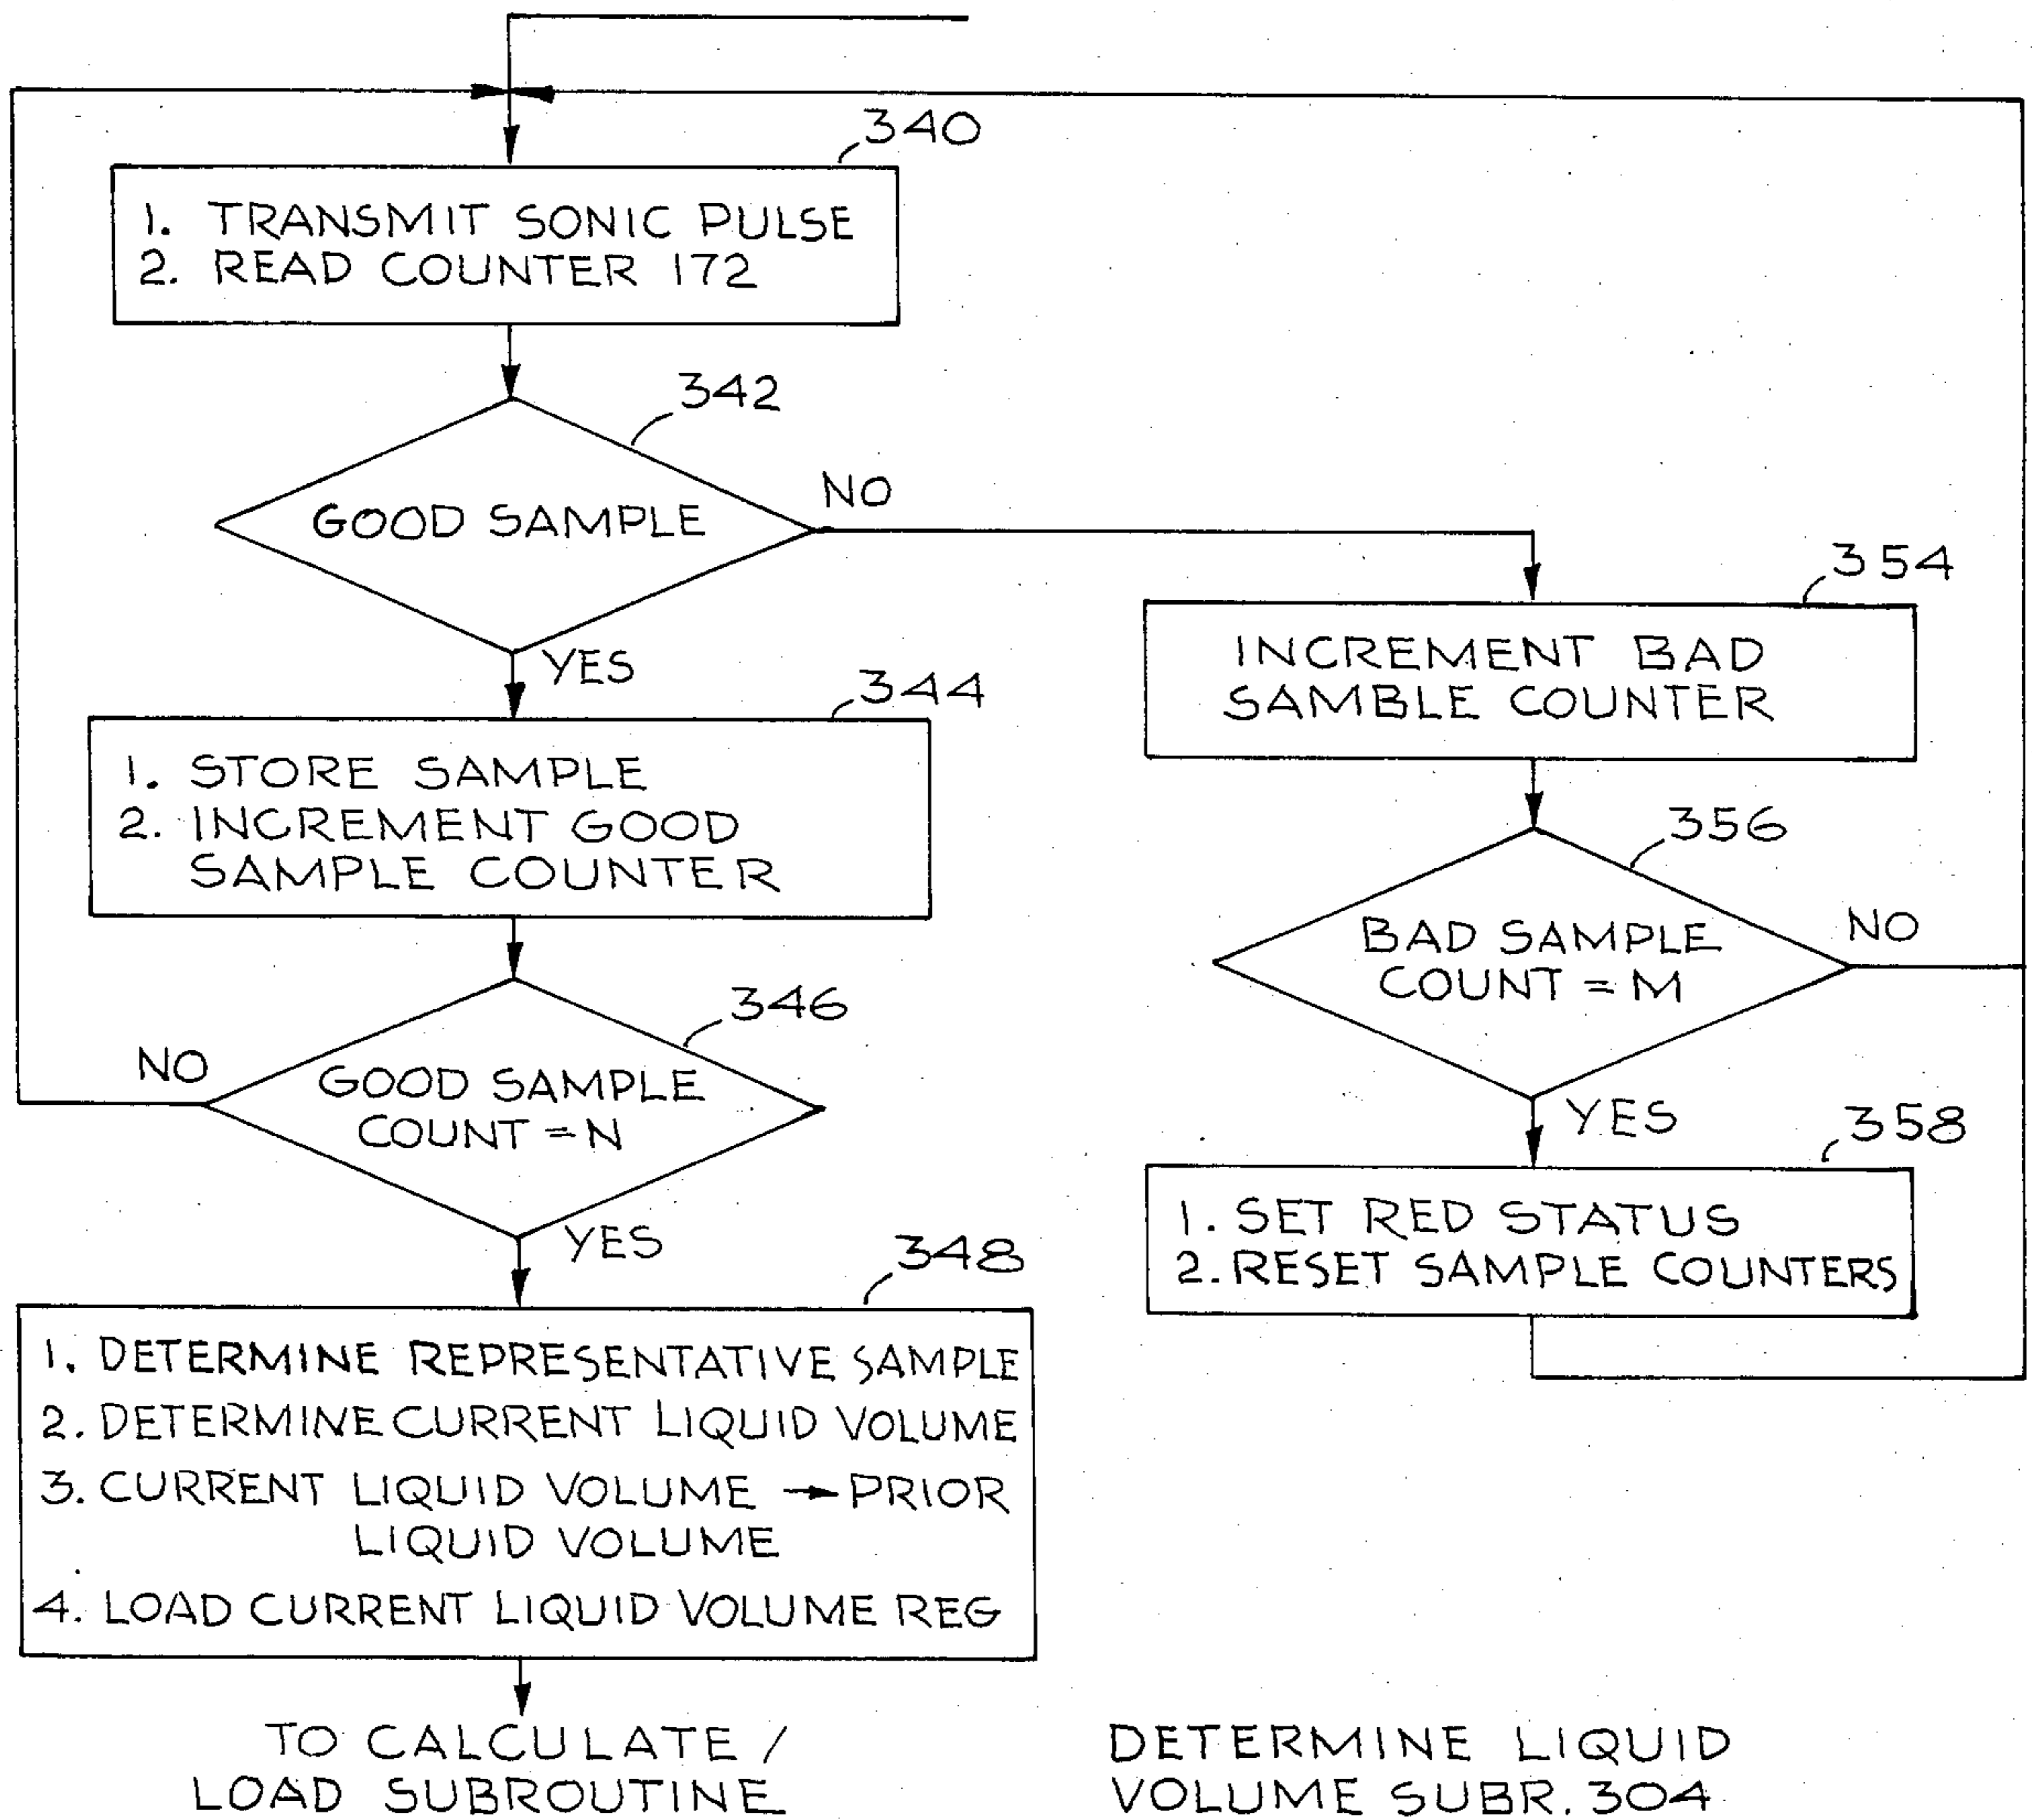 340
1. TRANSMIT SONIC PULSE
2. READ COUNTER 172
342
GOOD SAMPLE
NO
YES
344
1. STORE SAMPLE
2. INCREMENT GOOD
SAMPLE COUNTER
346
NO
GOOD SAMPLE
COUNT = N
YES
348
1. DETERMINE REPRESENTATIVE SAMPLE
2. DETERMINE CURRENT LIQUID VOLUME
3. CURRENT LIQUID VOLUME → PRIOR
LIQUID VOLUME
4. LOAD CURRENT LIQUID VOLUME REG
TO CALCULATE /
LOAD SUBROUTINE
354
INCREMENT BAD
SAMBLE COUNTER
356
BAD SAMPLE
COUNT = M
NO
YES
358
1. SET RED STATUS
2. RESET SAMPLE COUNTERS
DETERMINE LIQUID
VOLUME SUBR. 304